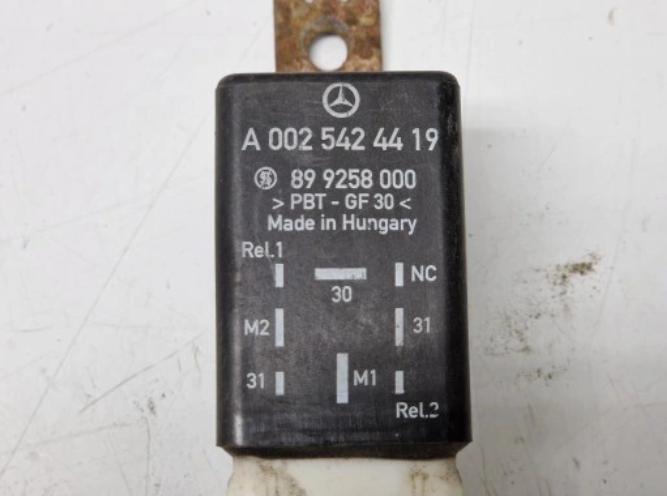 A 002 542 44 19
89 9258 000
> PBT - GF 30 <
Made in Hungary
Rel.1
30
NC
M2
31
31
M1
Rel.2